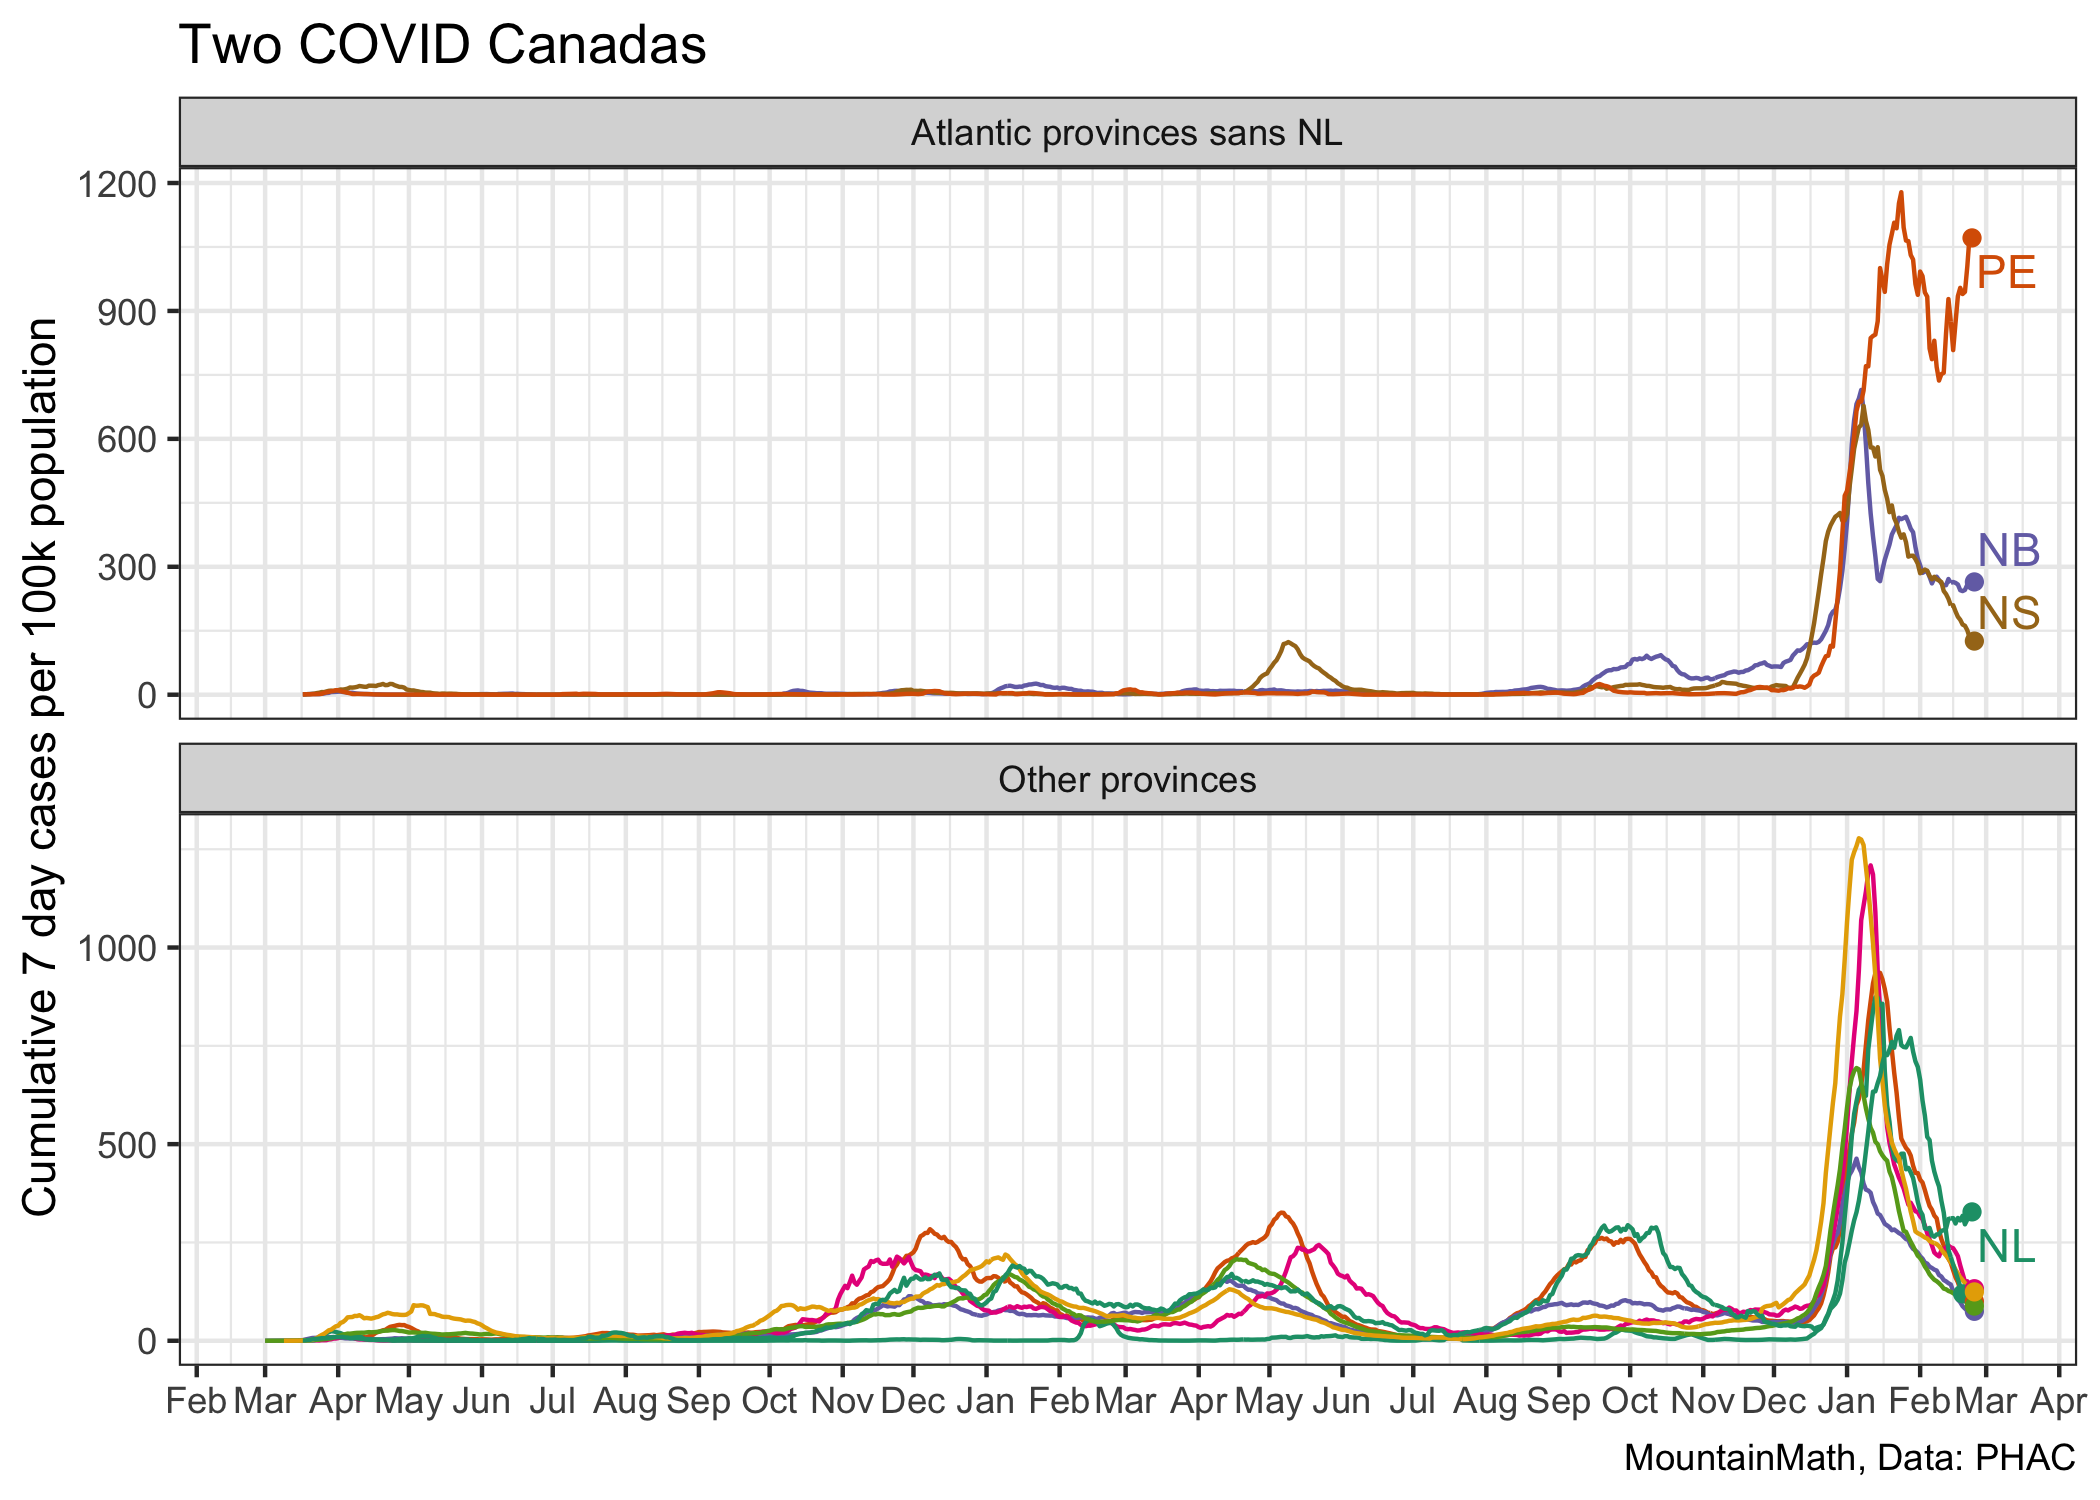 Two COVID Canadas
Cumulative 7 day cases per 100k population
Atlantic provinces sans NL
1200
900
600
300
0
PE
NB
NS
Other provinces
1000
500
0
NL
Feb Mar Apr May Jun Jul Aug Sep Oct Nov Dec Jan Feb Mar Apr May Jun Jul Aug Sep Oct Nov Dec Jan Feb Mar Apr
MountainMath, Data: PHAC